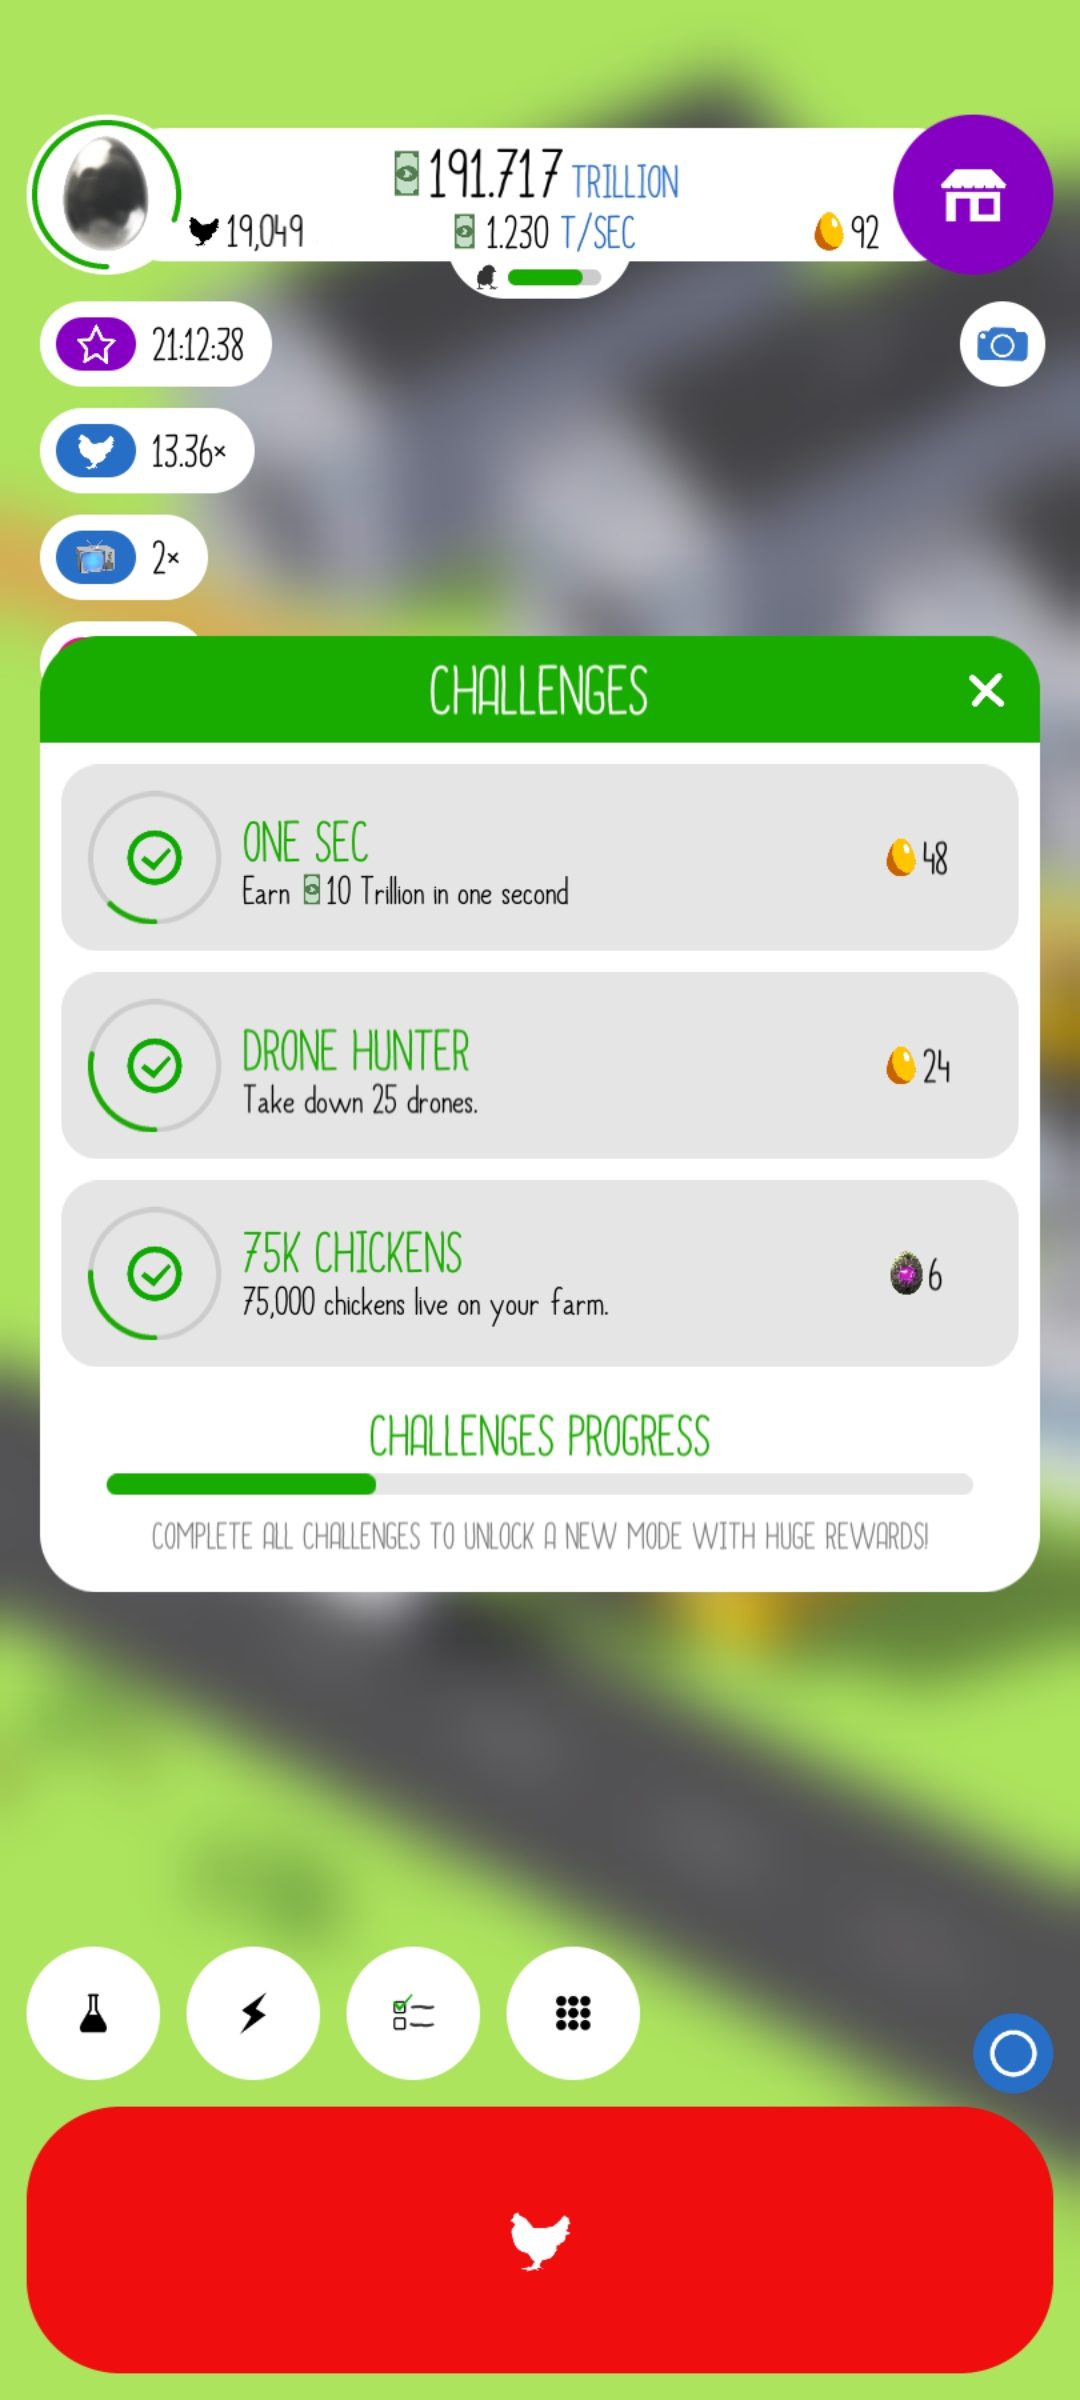 191.717 TRILLION
19,049
1.230 T/SEC
92
21:12:38
13.36×
2×
CHALLENGES
ONE SEC
48
Earn 10 Trillion in one second
DRONE HUNTER
24
Take down 25 drones.
75K CHICKENS
6
75,000 chickens live on your farm.
CHALLENGES PROGRESS
COMPLETE ALL CHALLENGES TO UNLOCK A NEW MODE WITH HUGE REWARDS!